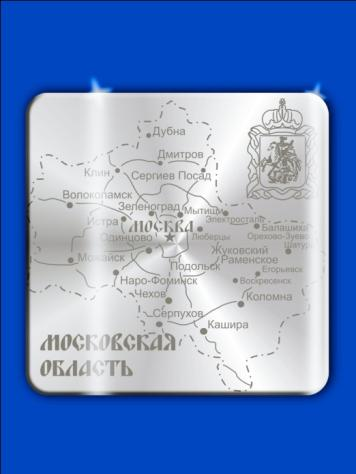 Дубна
Дмитров
Клин
Сергиев Посад
Волоколамск
Зеленоград
Мытищи
Электросталь
Истра
МОСКВА
Балашиха
Одинцово
Люберцы
Орехово-Зуево
Шатура
Можайск
Жуковский
Подольск
Раменское
Егорьевск
Наро-Фоминск
Воскресенск
Чехов
Коломна
Серпухов
Кашира
МОСКОВСКАЯ
ОБЛАСТЬ